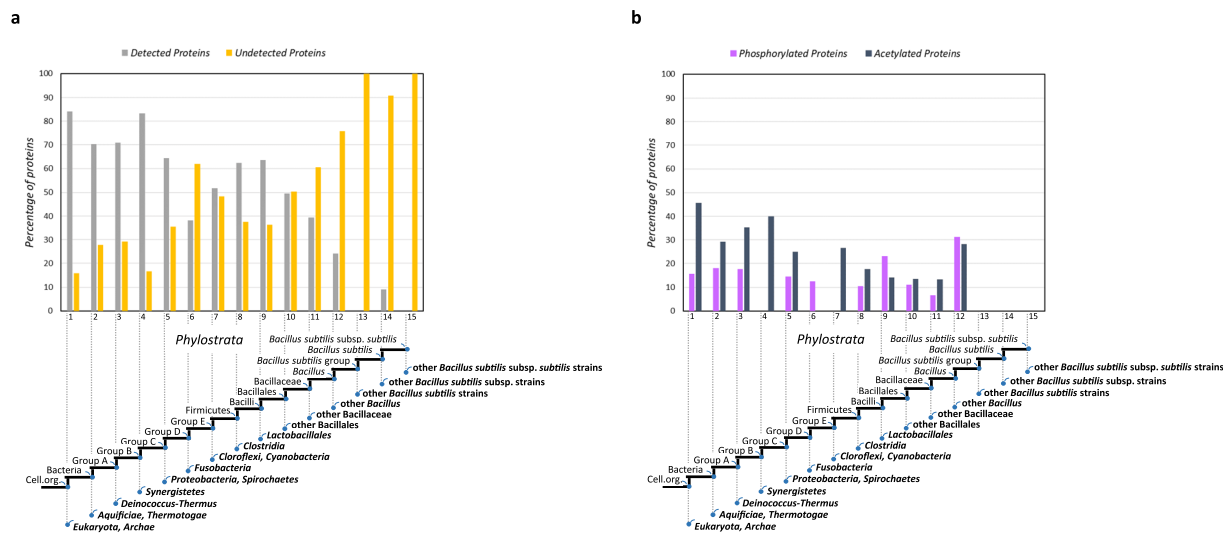 a
Detected Proteins Undetected Proteins
Percentage of proteins
100
90
80
70
60
50
40
30
20
10
0
1 2 3 4 5 6 7 8 9 10 11 12 13 14 15
Phylostrata
Bacillus subtilis subsp. subtilis
Bacillus subtilis
Bacillus subtilis group
Bacillus
Bacillaceae
Bacillales
Bacilli
Firmicutes
Group E
Group D
Group C
Group B
Group A
Bacteria
Cell.org.
other Bacillus subtilis subsp. subtilis strains
other Bacillus subtilis subsp. strains
other Bacillus subtilis strains
other Bacillus
other Bacillaceae
other Bacillales
Lactobacillales
Clostridia
Cloroflexi, Cyanobacteria
Fusobacteria
Proteobacteria, Spirochaetes
Synergistetes
Deinococcus-Thermus
Aquificiae, Thermotogae
Eukaryota, Archae
b
Phosphorylated Proteins Acetylated Proteins
Percentage of proteins
100
90
80
70
60
50
40
30
20
10
0
1 2 3 4 5 6 7 8 9 10 11 12 13 14 15
Phylostrata
Bacillus subtilis subsp. subtilis
Bacillus subtilis
Bacillus subtilis group
Bacillus
Bacillaceae
Bacillales
Bacilli
Firmicutes
Group E
Group D
Group C
Group B
Group A
Bacteria
Cell.org.
other Bacillus subtilis subsp. subtilis strains
other Bacillus subtilis subsp. strains
other Bacillus subtilis strains
other Bacillus
other Bacillaceae
other Bacillales
Lactobacillales
Clostridia
Cloroflexi, Cyanobacteria
Fusobacteria
Proteobacteria, Spirochaetes
Synergistetes
Deinococcus-Thermus
Aquificiae, Thermotogae
Eukaryota, Archae